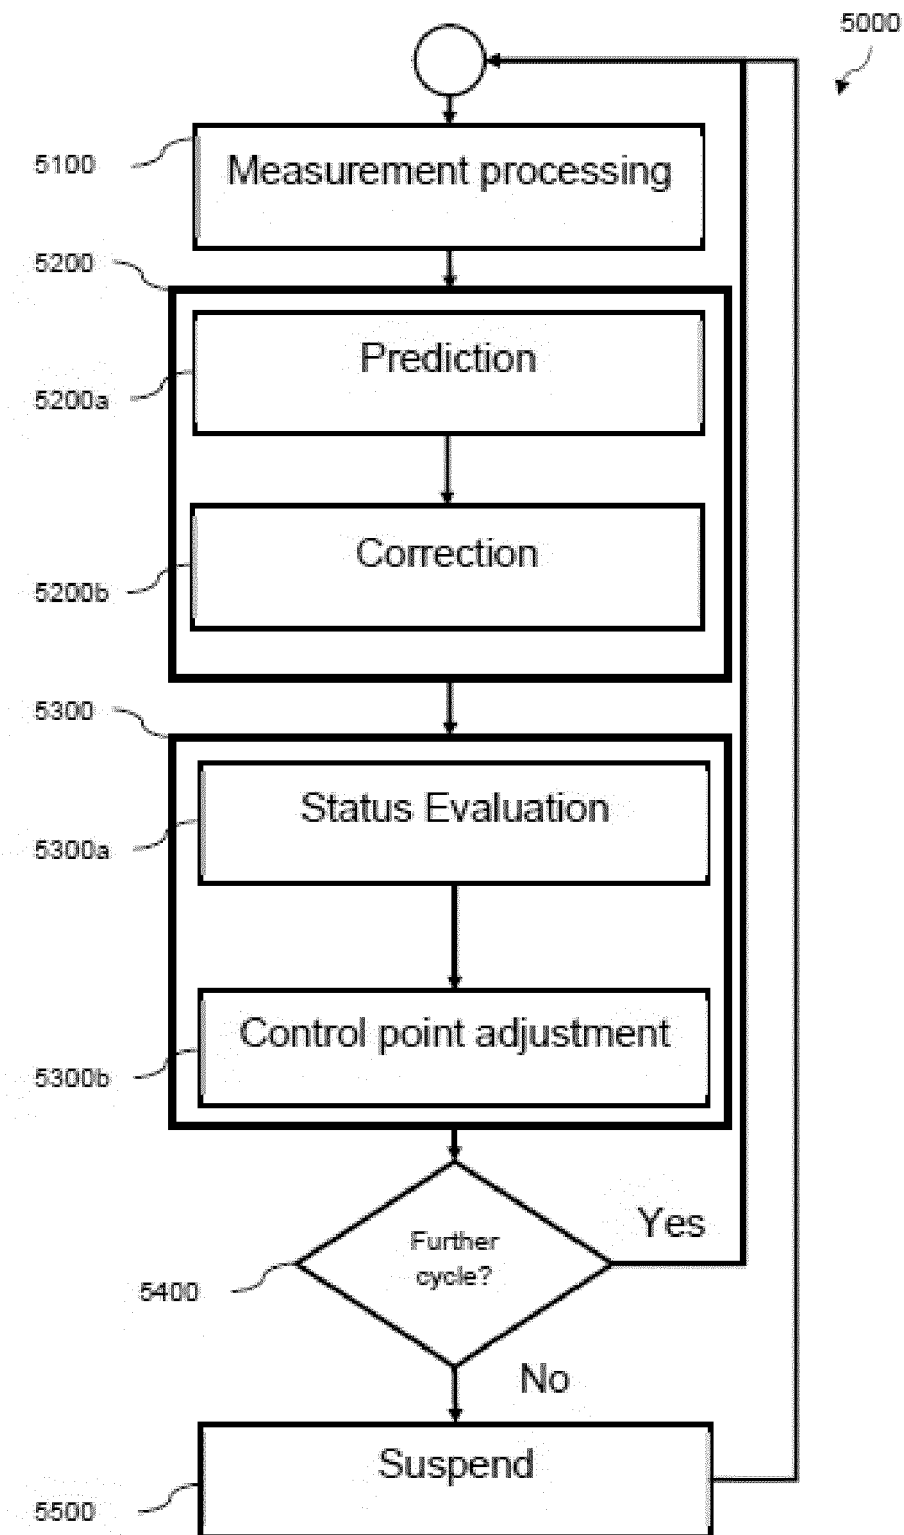 5000
5100
Measurement processing
5200
Prediction
5200a
Correction
5200b
5300
Status Evaluation
5300a
Control point adjustment
5300b
Further
cycle?
Yes
5400
No
Suspend
5500